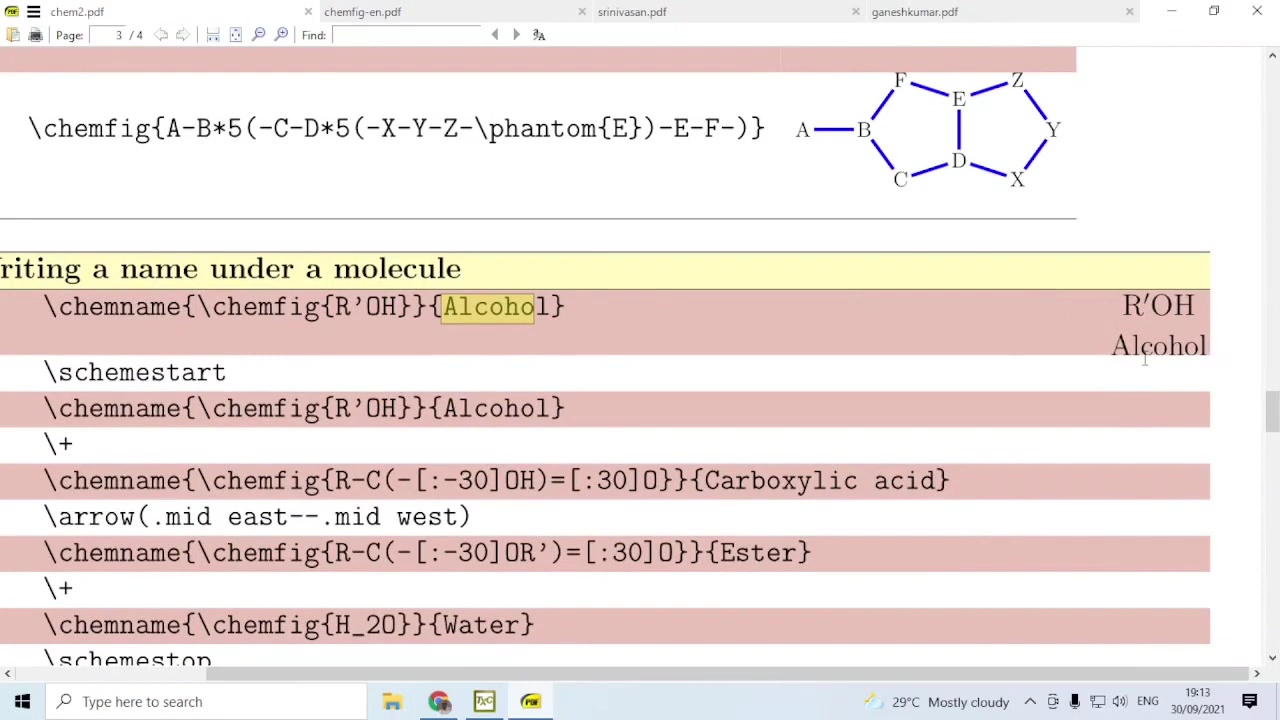 chem2.pdf
chemfig-en.pdf
srinivasan.pdf
ganeshkumar.pdf
Page: 3 / 4 Find:
\chemfig{A-B*5(-C-D*5(-X-Y-Z-\phantom{E})-E-F-)}
F Z
E
A B Y
D
C X
riting a name under a molecule
\chemname{\chemfig{R’OH}}{Alcohol} R′OH
Alcohol
\schemestart
\chemname{\chemfig{R’OH}}{Alcohol}
\+
\chemname{\chemfig{R-C(-[:-30]OH)=[:30]O}}{Carboxylic acid}
\arrow(.mid east--.mid west)
\chemname{\chemfig{R-C(-[:-30]OR’)=[:30]O}}{Ester}
\+
\chemname{\chemfig{H_2O}}{Water}
\schemestop
Type here to search
29°C Mostly cloudy
ENG
19:13
30/09/2021